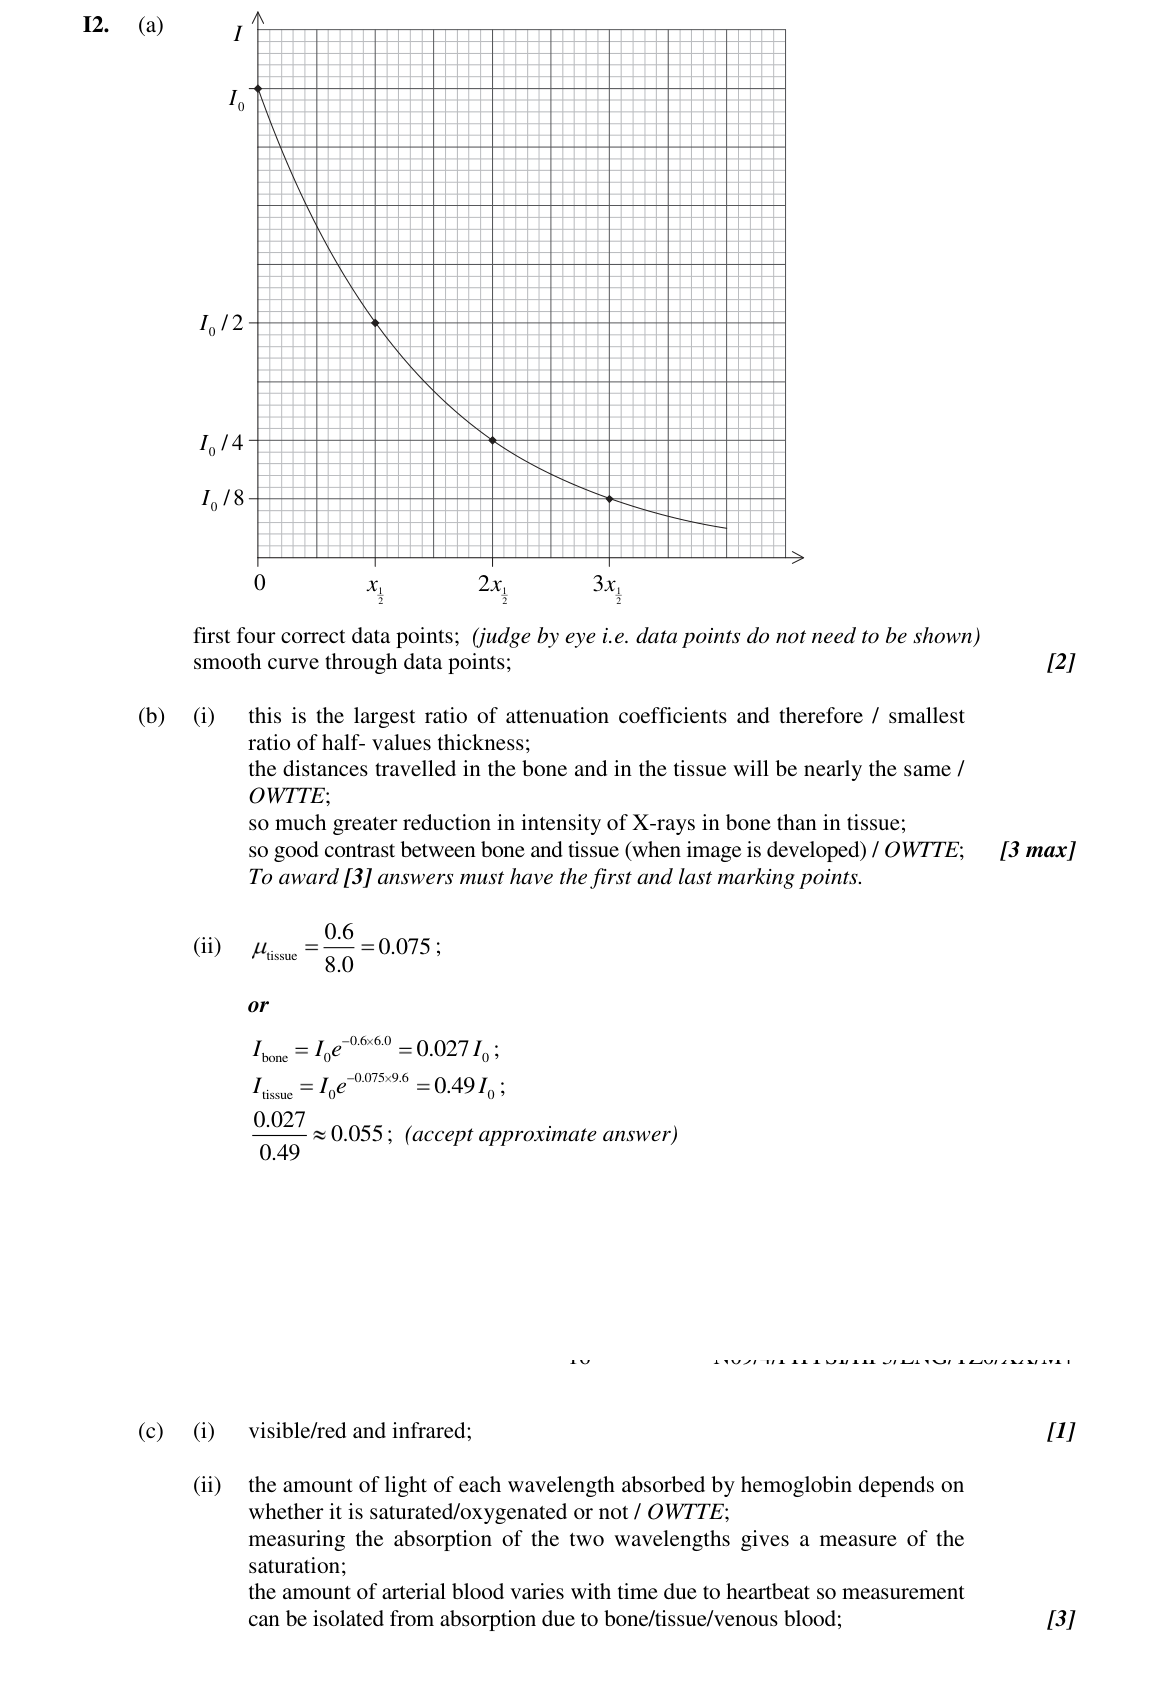 I2. (a)
I
I₀
I₀ / 2
I₀ / 4
I₀ / 8
0 x½ 2x½ 3x½
first four correct data points; (judge by eye i.e. data points do not need to be shown)
smooth curve through data points; [2]
(b) (i) this is the largest ratio of attenuation coefficients and therefore / smallest
ratio of half- values thickness;
the distances travelled in the bone and in the tissue will be nearly the same /
OWTTE;
so much greater reduction in intensity of X-rays in bone than in tissue;
so good contrast between bone and tissue (when image is developed) / OWTTE; [3 max]
To award [3] answers must have the first and last marking points.
(ii) μ_tissue = 0.6/8.0 = 0.075 ;
or
I_bone = I₀e^(−0.6×6.0) = 0.027 I₀ ;
I_tissue = I₀e^(−0.075×9.6) = 0.49 I₀ ;
0.027/0.49 ≈ 0.055 ; (accept approximate answer)
(c) (i) visible/red and infrared; [1]
(ii) the amount of light of each wavelength absorbed by hemoglobin depends on
whether it is saturated/oxygenated or not / OWTTE;
measuring the absorption of the two wavelengths gives a measure of the
saturation;
the amount of arterial blood varies with time due to heartbeat so measurement
can be isolated from absorption due to bone/tissue/venous blood; [3]